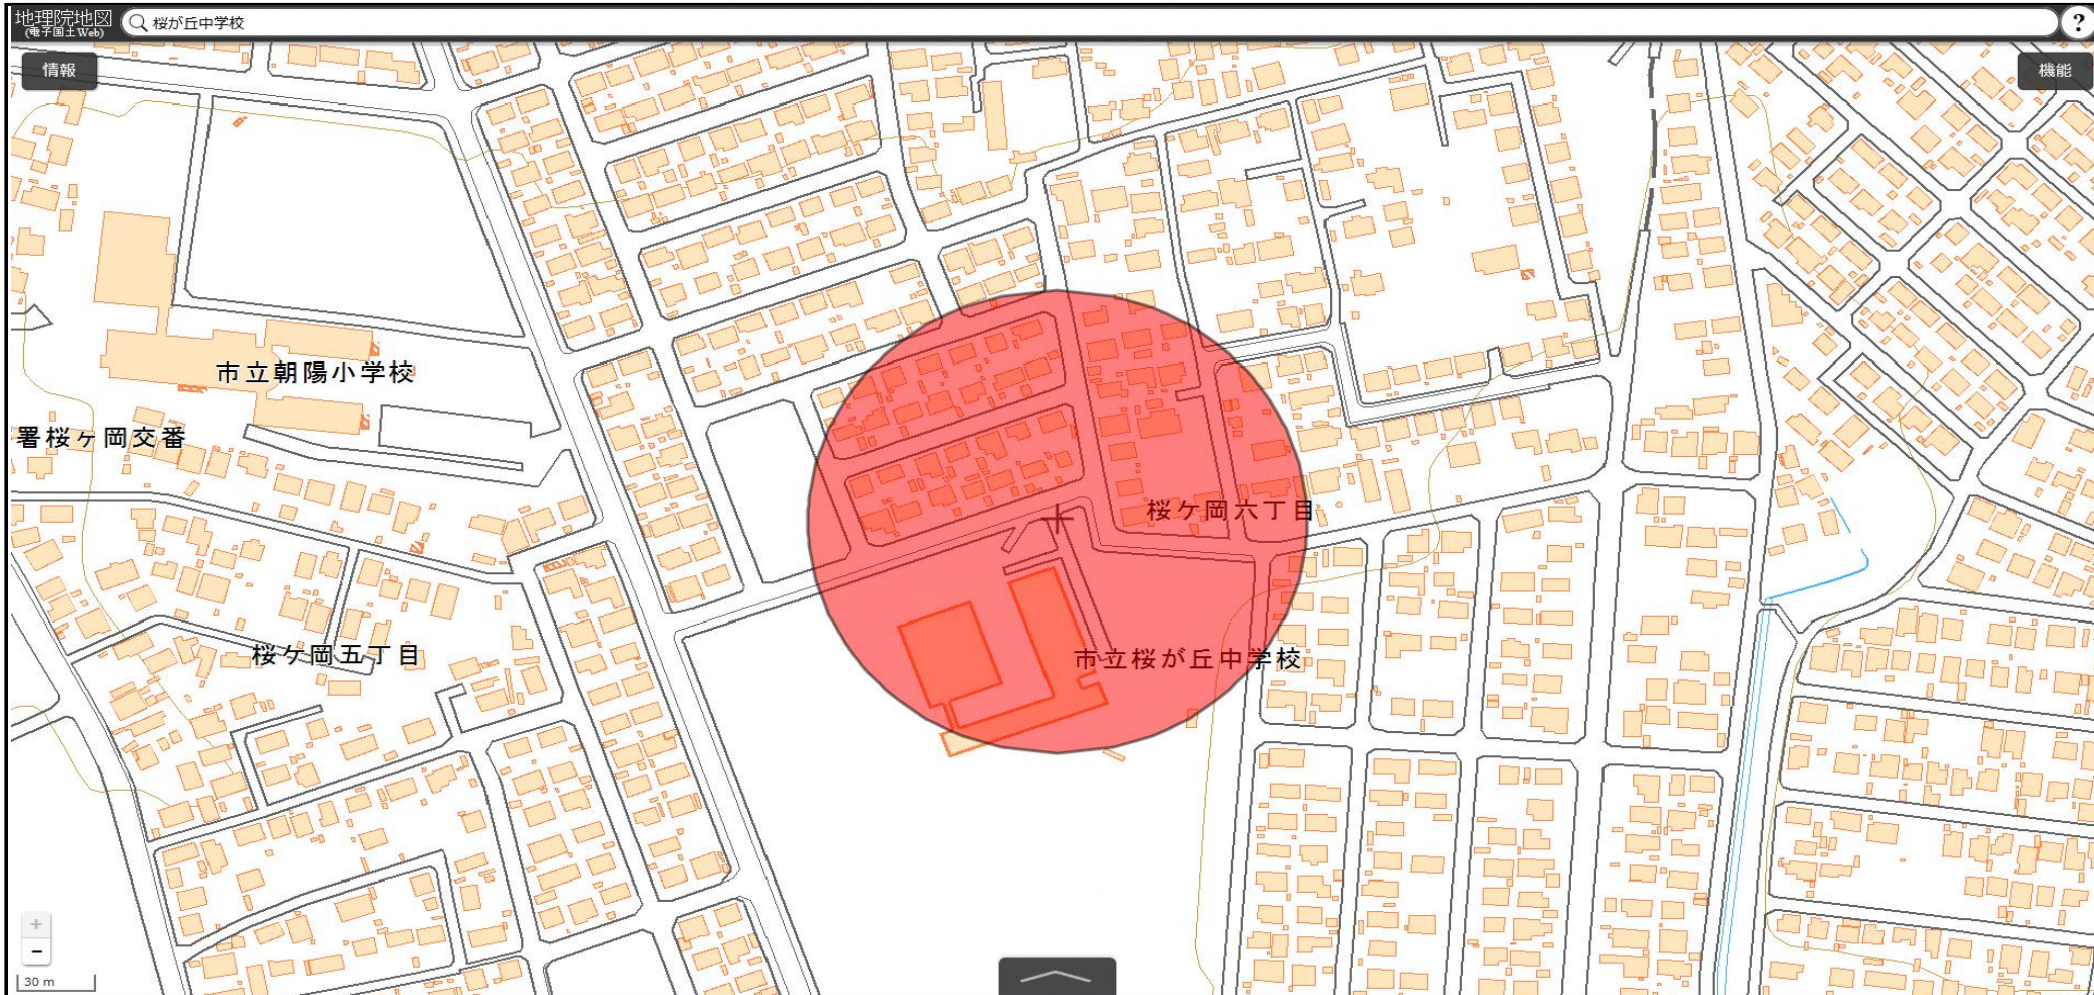 地理院地図
(電子国土Web)
桜が丘中学校
?
情報
機能
市立朝陽小学校
署桜ヶ岡交番
桜ケ岡六丁目
桜ケ岡五丁目
市立桜が丘中学校
+
−
30 m